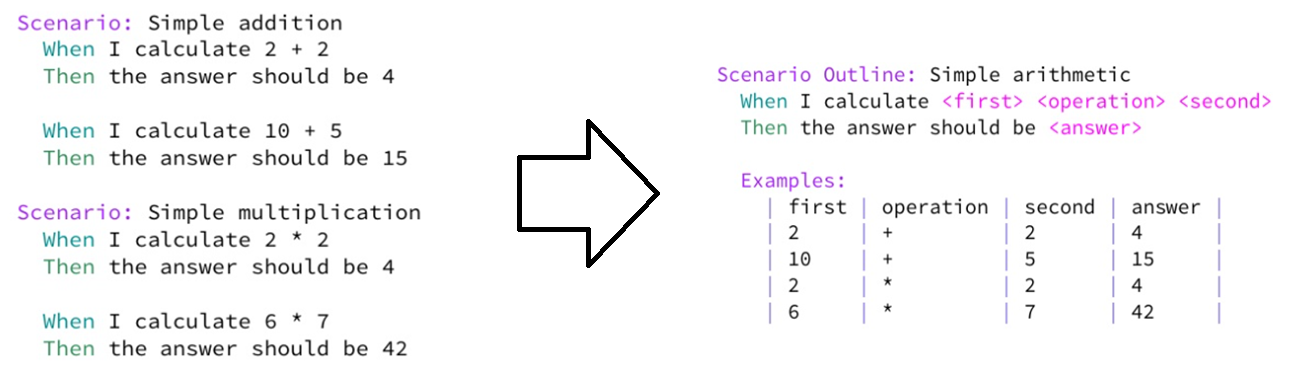 Scenario: Simple addition
When I calculate 2 + 2
Then the answer should be 4
When I calculate 10 + 5
Then the answer should be 15
Scenario: Simple multiplication
When I calculate 2 * 2
Then the answer should be 4
When I calculate 6 * 7
Then the answer should be 42
Scenario Outline: Simple arithmetic
When I calculate <first> <operation> <second>
Then the answer should be <answer>
Examples:
| first | operation | second | answer |
| 2 | + | 2 | 4 |
| 10 | + | 5 | 15 |
| 2 | * | 2 | 4 |
| 6 | * | 7 | 42 |